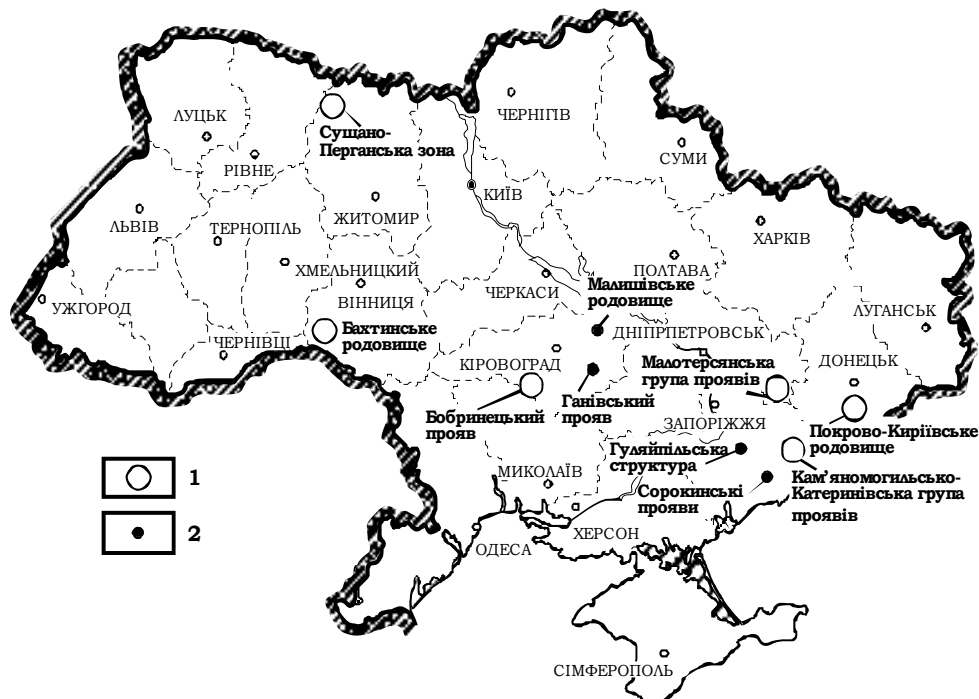 ЧЕРНІГІВ
ЛУЦЬК
Сущано-
Перганська зона
СУМИ
РІВНЕ
КИЇВ
ЖИТОМИР
ЛЬВІВ
ТЕРНОПІЛЬ
ХАРКІВ
ХМЕЛЬНИЦКИЙ
ПОЛТАВА
ЧЕРКАСИ
Малишівське
родовище
ВІННИЦЯ
УЖГОРОД
ЛУГАНСЬК
Бахтинське
родовище
ДНІПРПЕТРОВСЬК
ЧЕРНІВЦІ
КІРОВОГРАД
Малотерсянська
група проявів
ДОНЕЦЬК
Ганівський
прояв
Бобринецький
прояв
ЗАПОРІЖЖЯ
Покрово-Киріївське
родовище
Гуляйпільська
структура
МИКОЛАЇВ
Сорокинські
прояви
Кам’яномогильсько-
Катеринівська група
проявів
1
2
ОДЕСА
ХЕРСОН
СІМФЕРОПОЛЬ